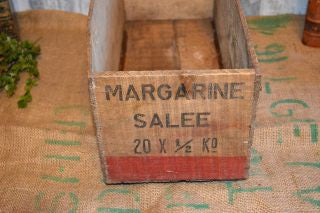 MARGARINE
SALEE
20 X ½ KO